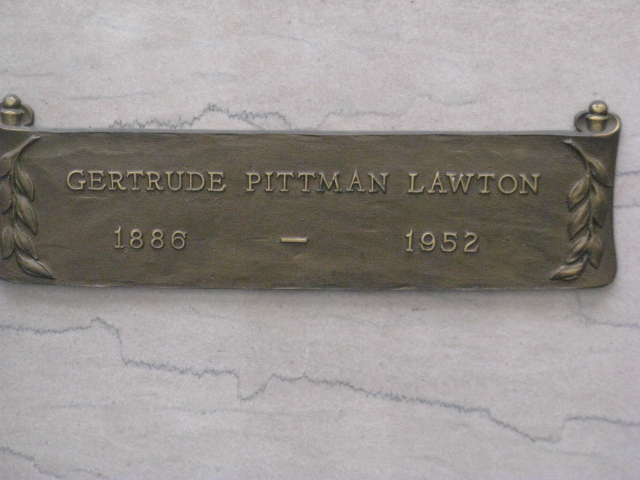 GERTRUDE PITTMAN LAWTON
1886 — 1952